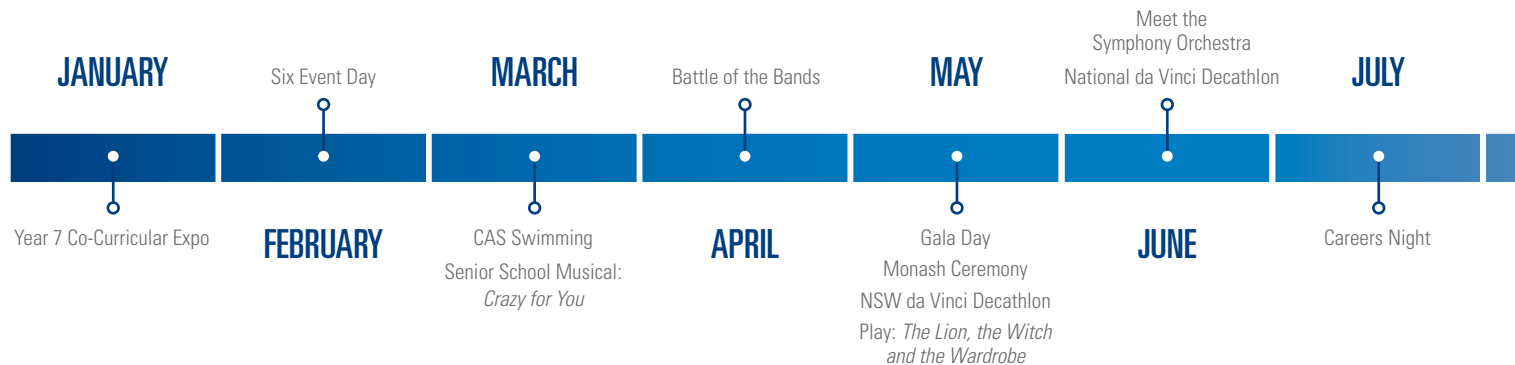 JANUARY
Year 7 Co-Curricular Expo
Six Event Day
FEBRUARY
MARCH
CAS Swimming
Senior School Musical:
Crazy for You
Battle of the Bands
APRIL
MAY
Gala Day
Monash Ceremony
NSW da Vinci Decathlon
Play: The Lion, the Witch
and the Wardrobe
Meet the
Symphony Orchestra
National da Vinci Decathlon
JUNE
JULY
Careers Night